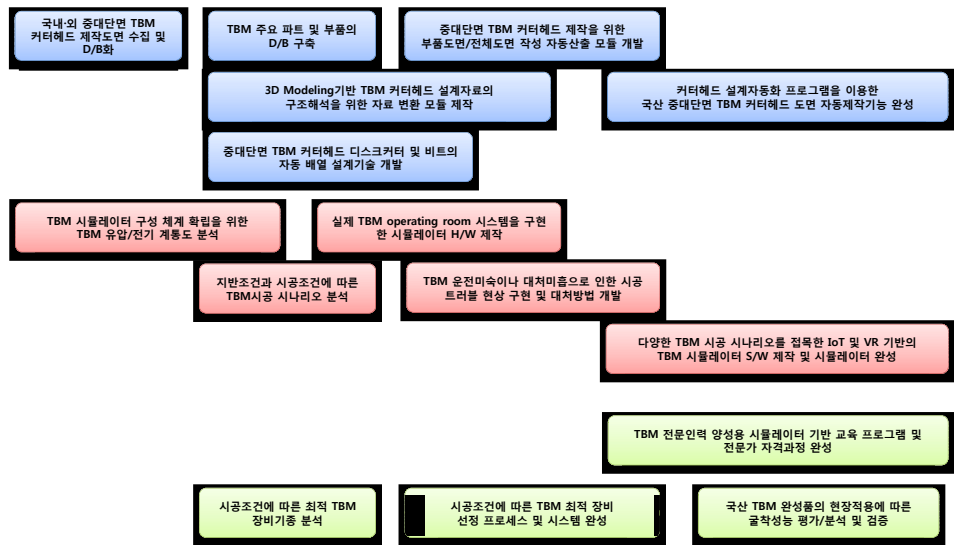 국내·외 중대단면 TBM
커터헤드 제작도면 수집 및
D/B화
TBM 주요 파트 및 부품의
D/B 구축
중대단면 TBM 커터헤드 제작을 위한
부품도면/전체도면 작성 자동산출 모듈 개발
3D Modeling기반 TBM 커터헤드 설계자료의
구조해석을 위한 자료 변환 모듈 제작
커터헤드 설계자동화 프로그램을 이용한
국산 중대단면 TBM 커터헤드 도면 자동제작기능 완성
중대단면 TBM 커터헤드 디스크커터 및 비트의
자동 배열 설계기술 개발
TBM 시뮬레이터 구성 체계 확립을 위한
TBM 유압/전기 계통도 분석
실제 TBM operating room 시스템을 구현
한 시뮬레이터 H/W 제작
지반조건과 시공조건에 따른
TBM시공 시나리오 분석
TBM 운전미숙이나 대처미흡으로 인한 시공
트러블 현상 구현 및 대처방법 개발
다양한 TBM 시공 시나리오를 접목한 IoT 및 VR 기반의
TBM 시뮬레이터 S/W 제작 및 시뮬레이터 완성
TBM 전문인력 양성용 시뮬레이터 기반 교육 프로그램 및
전문가 자격과정 완성
시공조건에 따른 최적 TBM
장비기종 분석
시공조건에 따른 TBM 최적 장비
선정 프로세스 및 시스템 완성
국산 TBM 완성품의 현장적용에 따른
굴착성능 평가/분석 및 검증